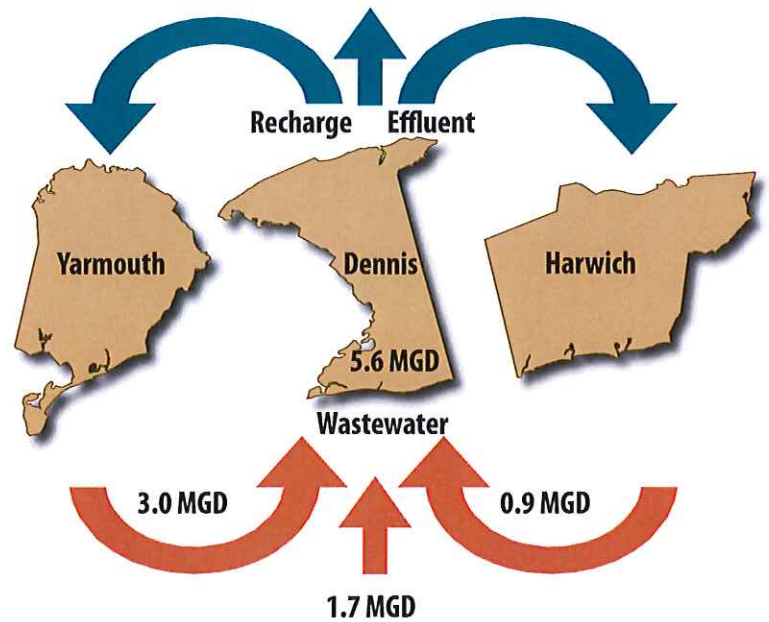 Recharge Effluent
Yarmouth
Dennis
Harwich
5.6 MGD
Wastewater
3.0 MGD
0.9 MGD
1.7 MGD